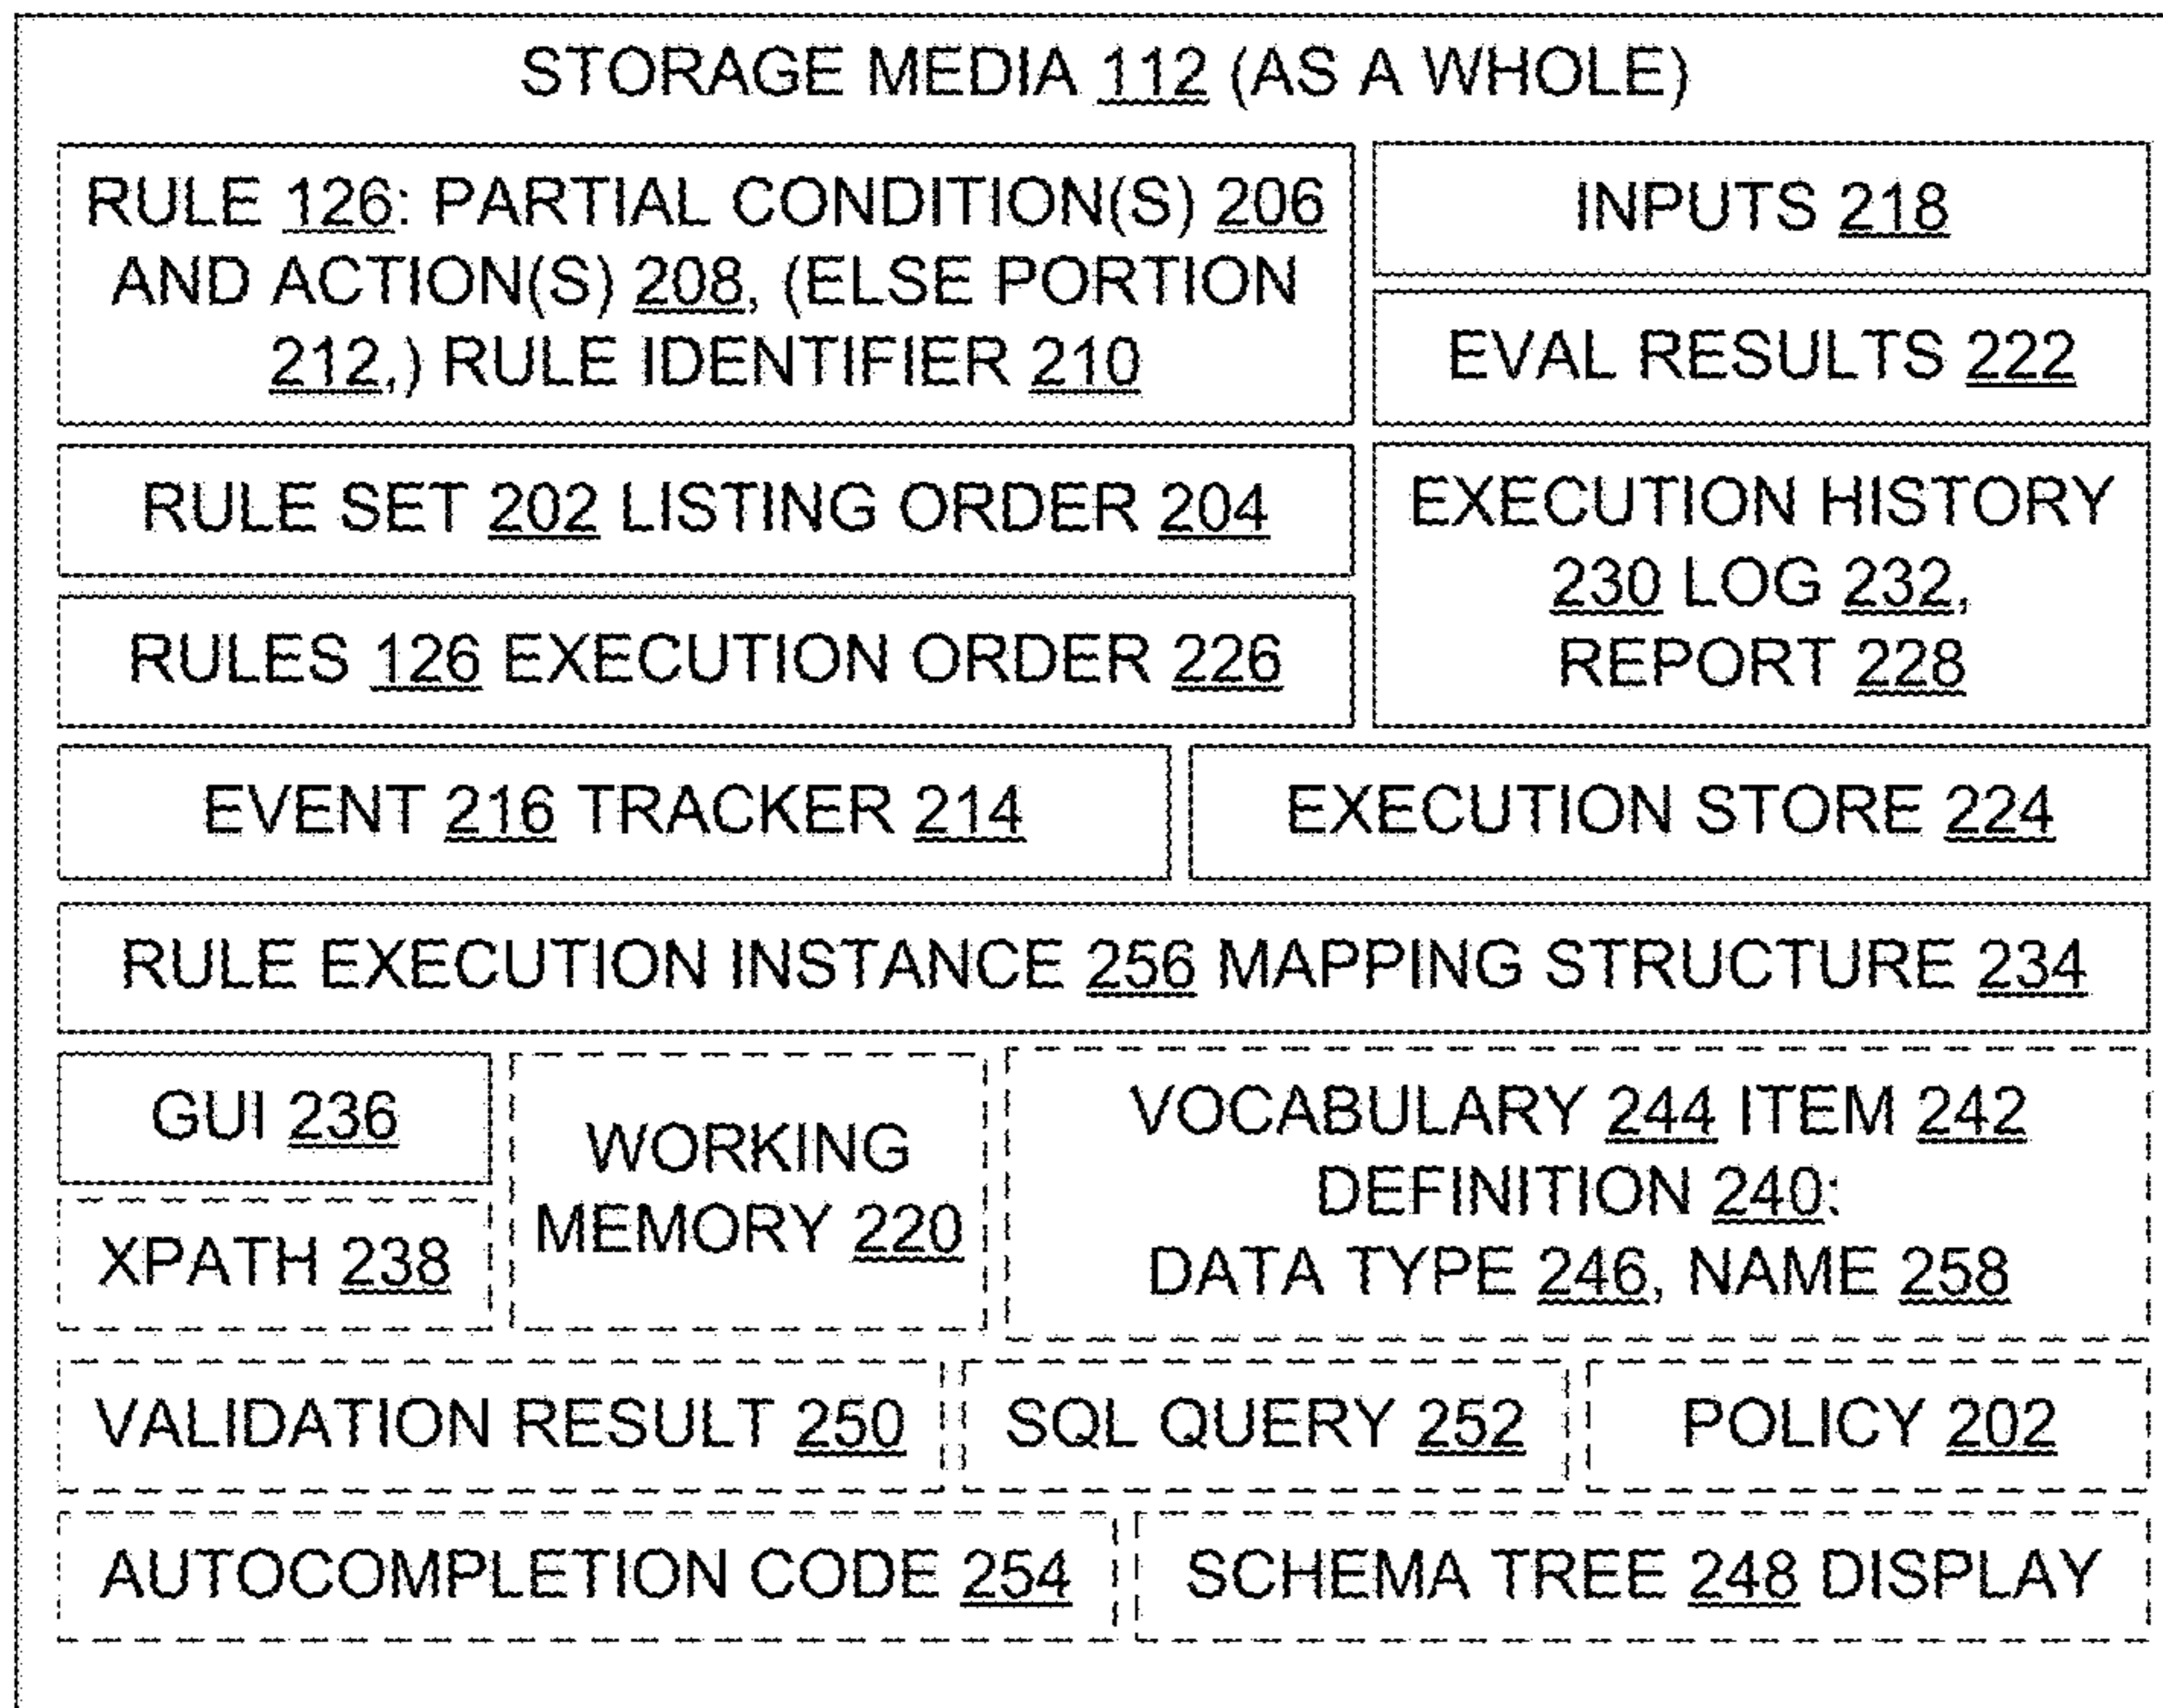 STORAGE MEDIA 112 (AS A WHOLE)
RULE 126: PARTIAL CONDITION(S) 206
AND ACTION(S) 208, (ELSE PORTION
212,) RULE IDENTIFIER 210
INPUTS 218
EVAL RESULTS 222
RULE SET 202 LISTING ORDER 204
RULES 126 EXECUTION ORDER 226
EXECUTION HISTORY
230 LOG 232,
REPORT 228
EVENT 216 TRACKER 214
EXECUTION STORE 224
RULE EXECUTION INSTANCE 256 MAPPING STRUCTURE 234
GUI 236
XPATH 238
WORKING
MEMORY 220
VOCABULARY 244 ITEM 242
DEFINITION 240:
DATA TYPE 246, NAME 258
VALIDATION RESULT 250
SQL QUERY 252
POLICY 202
AUTOCOMPLETION CODE 254
SCHEMA TREE 248 DISPLAY